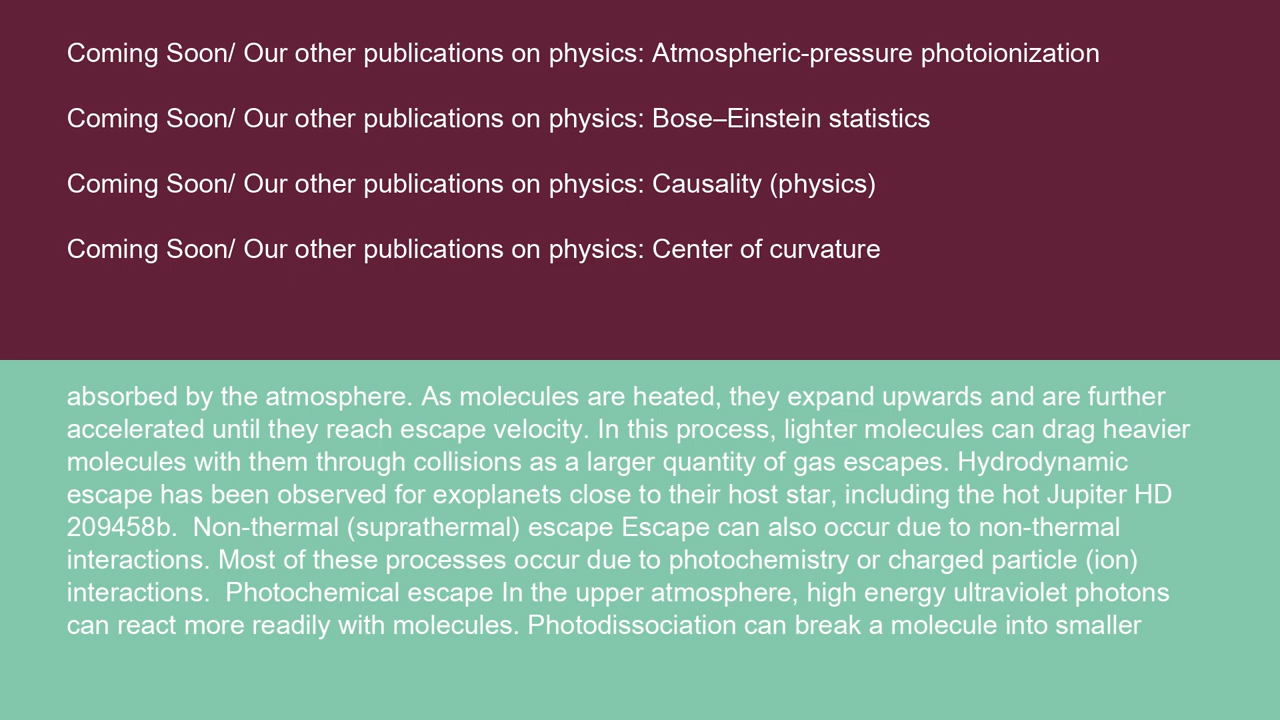 Coming Soon/ Our other publications on physics: Atmospheric-pressure photoionization
Coming Soon/ Our other publications on physics: Bose–Einstein statistics
Coming Soon/ Our other publications on physics: Causality (physics)
Coming Soon/ Our other publications on physics: Center of curvature
absorbed by the atmosphere. As molecules are heated, they expand upwards and are further
accelerated until they reach escape velocity. In this process, lighter molecules can drag heavier
molecules with them through collisions as a larger quantity of gas escapes. Hydrodynamic
escape has been observed for exoplanets close to their host star, including the hot Jupiter HD
209458b.  Non-thermal (suprathermal) escape Escape can also occur due to non-thermal
interactions. Most of these processes occur due to photochemistry or charged particle (ion)
interactions.  Photochemical escape In the upper atmosphere, high energy ultraviolet photons
can react more readily with molecules. Photodissociation can break a molecule into smaller